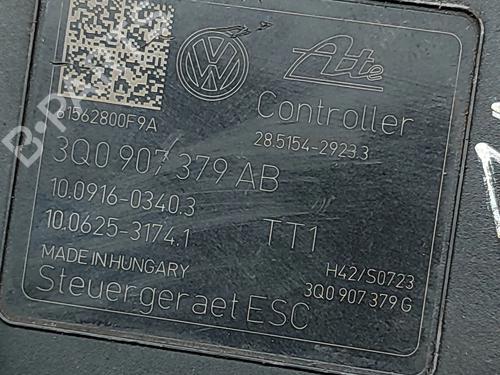 VW
Ate
61562800F9A
Controller
28.5154-2923.3
3Q0 907 379 AB
10.0916-0340.3
10.0625-3174.1
TT1
MADE IN HUNGARY
H42/S0723
Steuergeraet ESC
3Q0 907 379 G